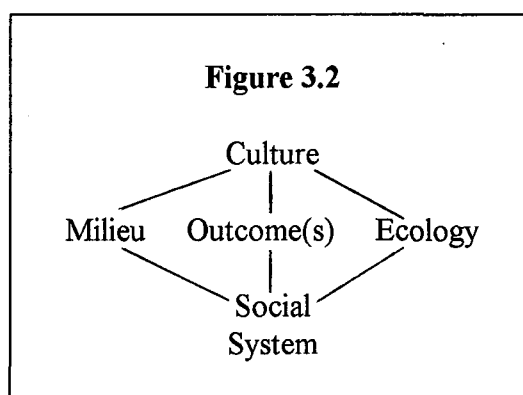 Figure 3.2
Culture
Milieu Outcome(s) Ecology
Social
System